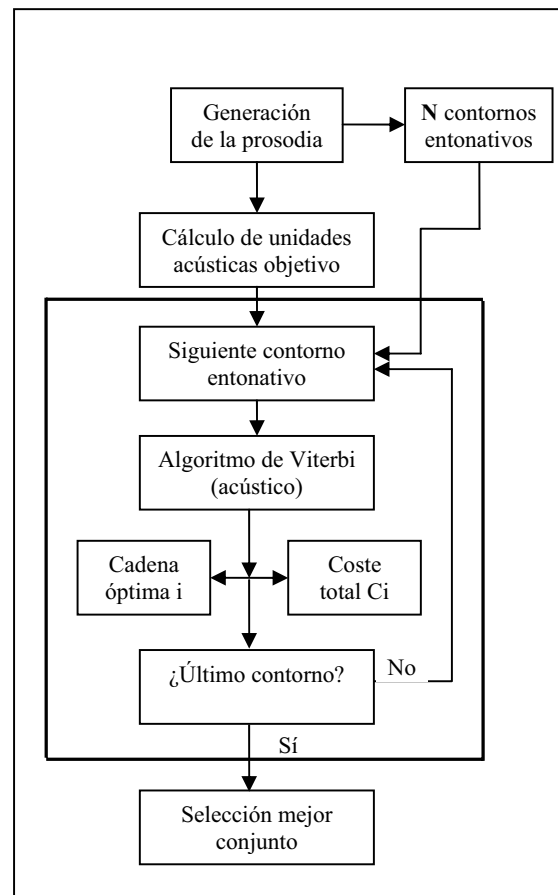 Generación
de la prosodia
N contornos
entonativos
Cálculo de unidades
acústicas objetivo
Siguiente contorno
entonativo
Algoritmo de Viterbi
(acústico)
Cadena
óptima i
Coste
total Ci
¿Último contorno?
No
Sí
Selección mejor
conjunto